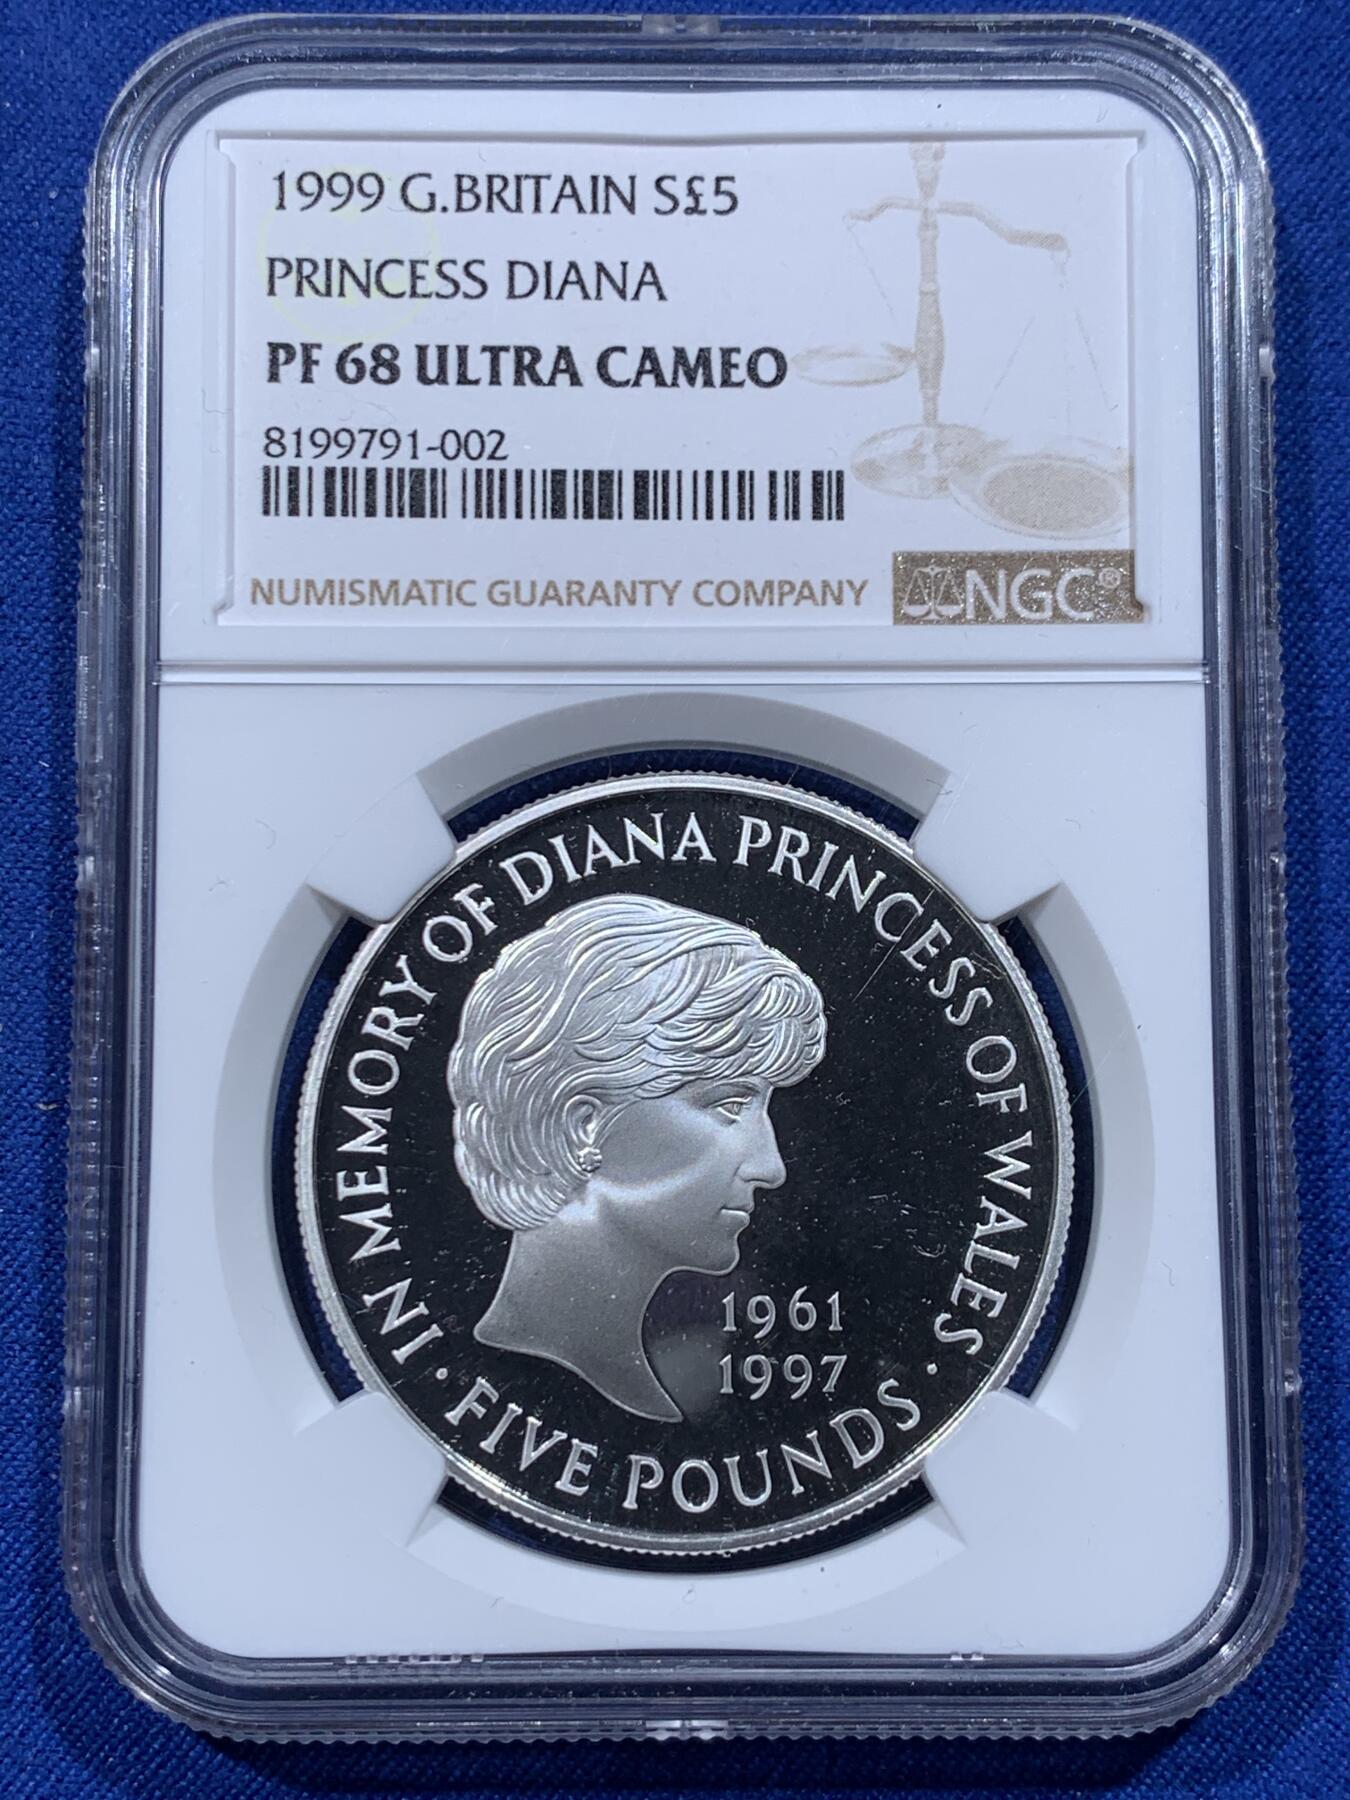 1999 G.BRITAIN S£5
PRINCESS DIANA
PF 68 ULTRA CAMEO
8199791-002
NUMISMATIC GUARANTY COMPANY
NGC®
IN MEMORY OF DIANA PRINCESS OF WALES
1961
1997
· FIVE POUNDS ·